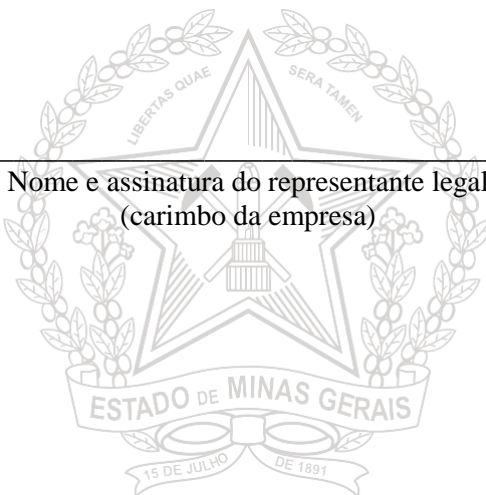 LIBERTAS QUAE SERA TAMEN
Nome e assinatura do representante legal
(carimbo da empresa)
ESTADO DE MINAS GERAIS
15 DE JULHO DE 1891